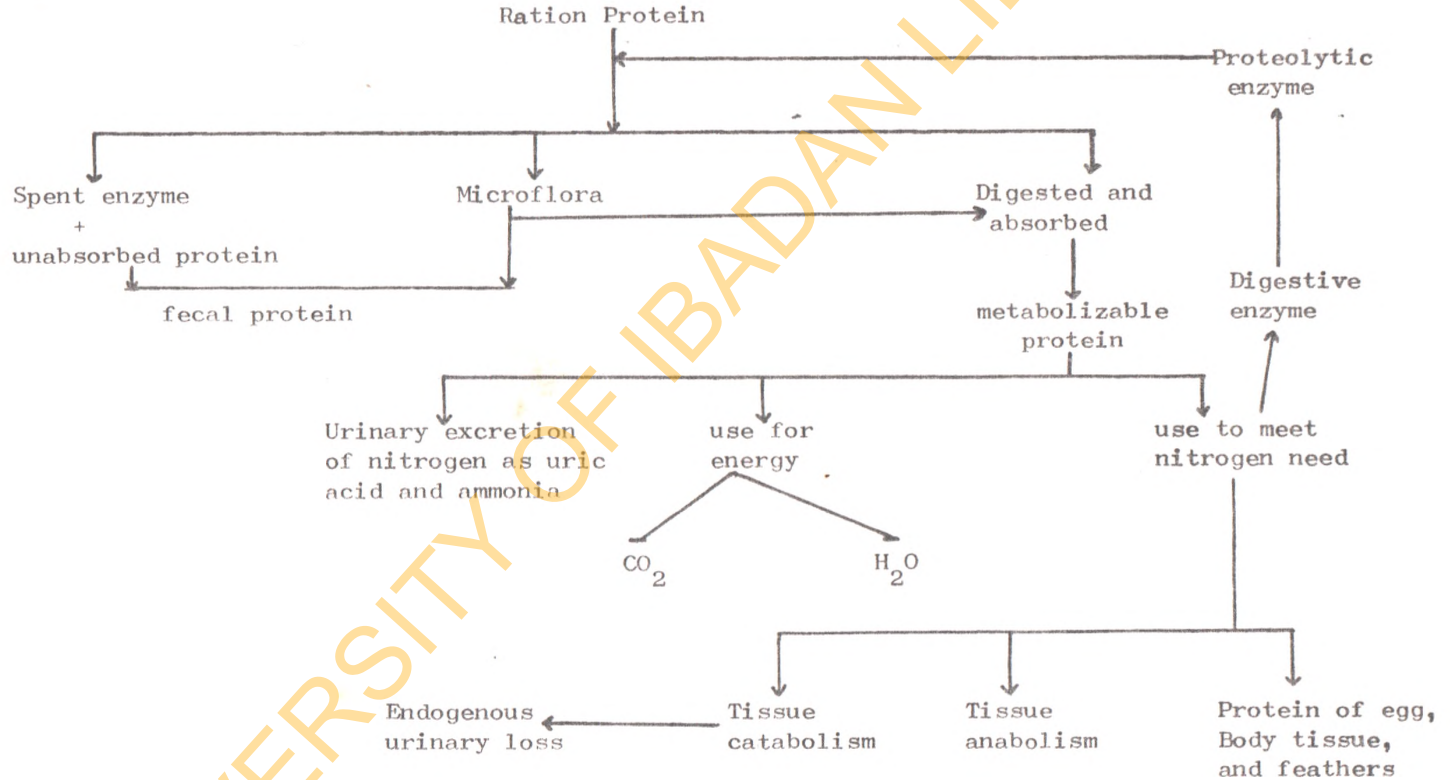 Ration Protein
Proteolytic
enzyme
Spent enzyme
+
unabsorbed protein
Microflora
Digested and
absorbed
fecal protein
Digestive
enzyme
metabolizable
protein
Urinary excretion
of nitrogen as uric
acid and ammonia
use for
energy
use to meet
nitrogen need
CO2
H2O
Endogenous
urinary loss
Tissue
catabolism
Tissue
anabolism
Protein of egg,
Body tissue,
and feathers
UNIVERSITY OF IBADAN LI